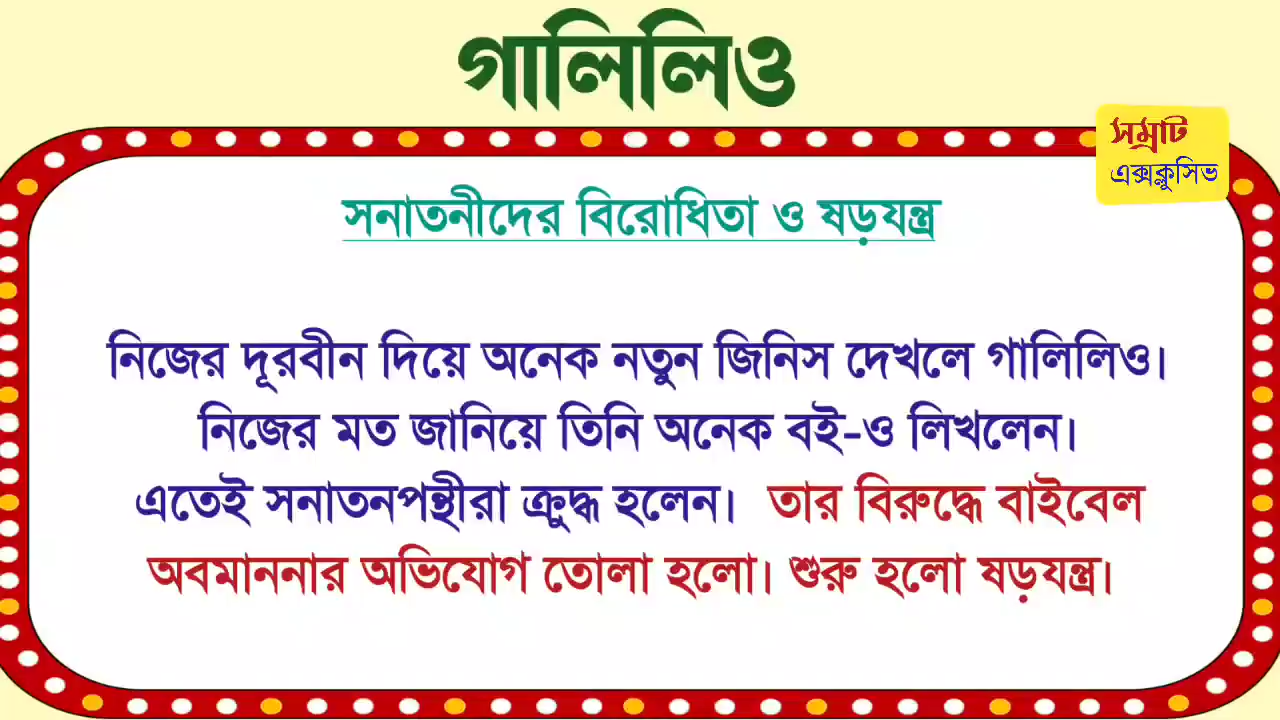 গালিলিও
সম্রাট
এক্সক্লুসিভ
সনাতনীদের বিরোধিতা ও ষড়যন্ত্র
নিজের দূরবীন দিয়ে অনেক নতুন জিনিস দেখলে গালিলিও।
নিজের মত জানিয়ে তিনি অনেক বই-ও লিখলেন।
এতেই সনাতনপন্থীরা ক্রুদ্ধ হলেন। তার বিরুদ্ধে বাইবেল
অবমাননার অভিযোগ তোলা হলো। শুরু হলো ষড়যন্ত্র।